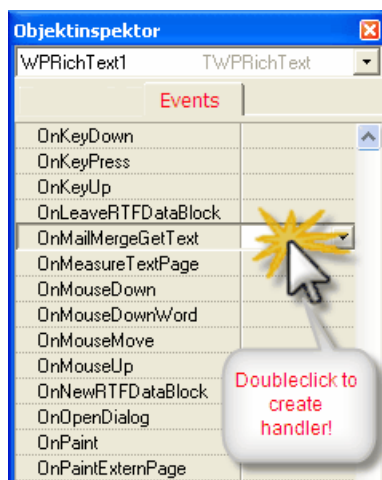 Objektinspektor
WPRichText1 TWPRichText
Events
OnKeyDown
OnKeyPress
OnKeyUp
OnLeaveRTFDataBlock
OnMailMergeGetText
OnMeasureTextPage
OnMouseDown
OnMouseDownWord
OnMouseMove
OnMouseUp
OnNewRTFDataBlock
OnOpenDialog
OnPaint
OnPaintExternPage
Doubleclick to
create
handler!